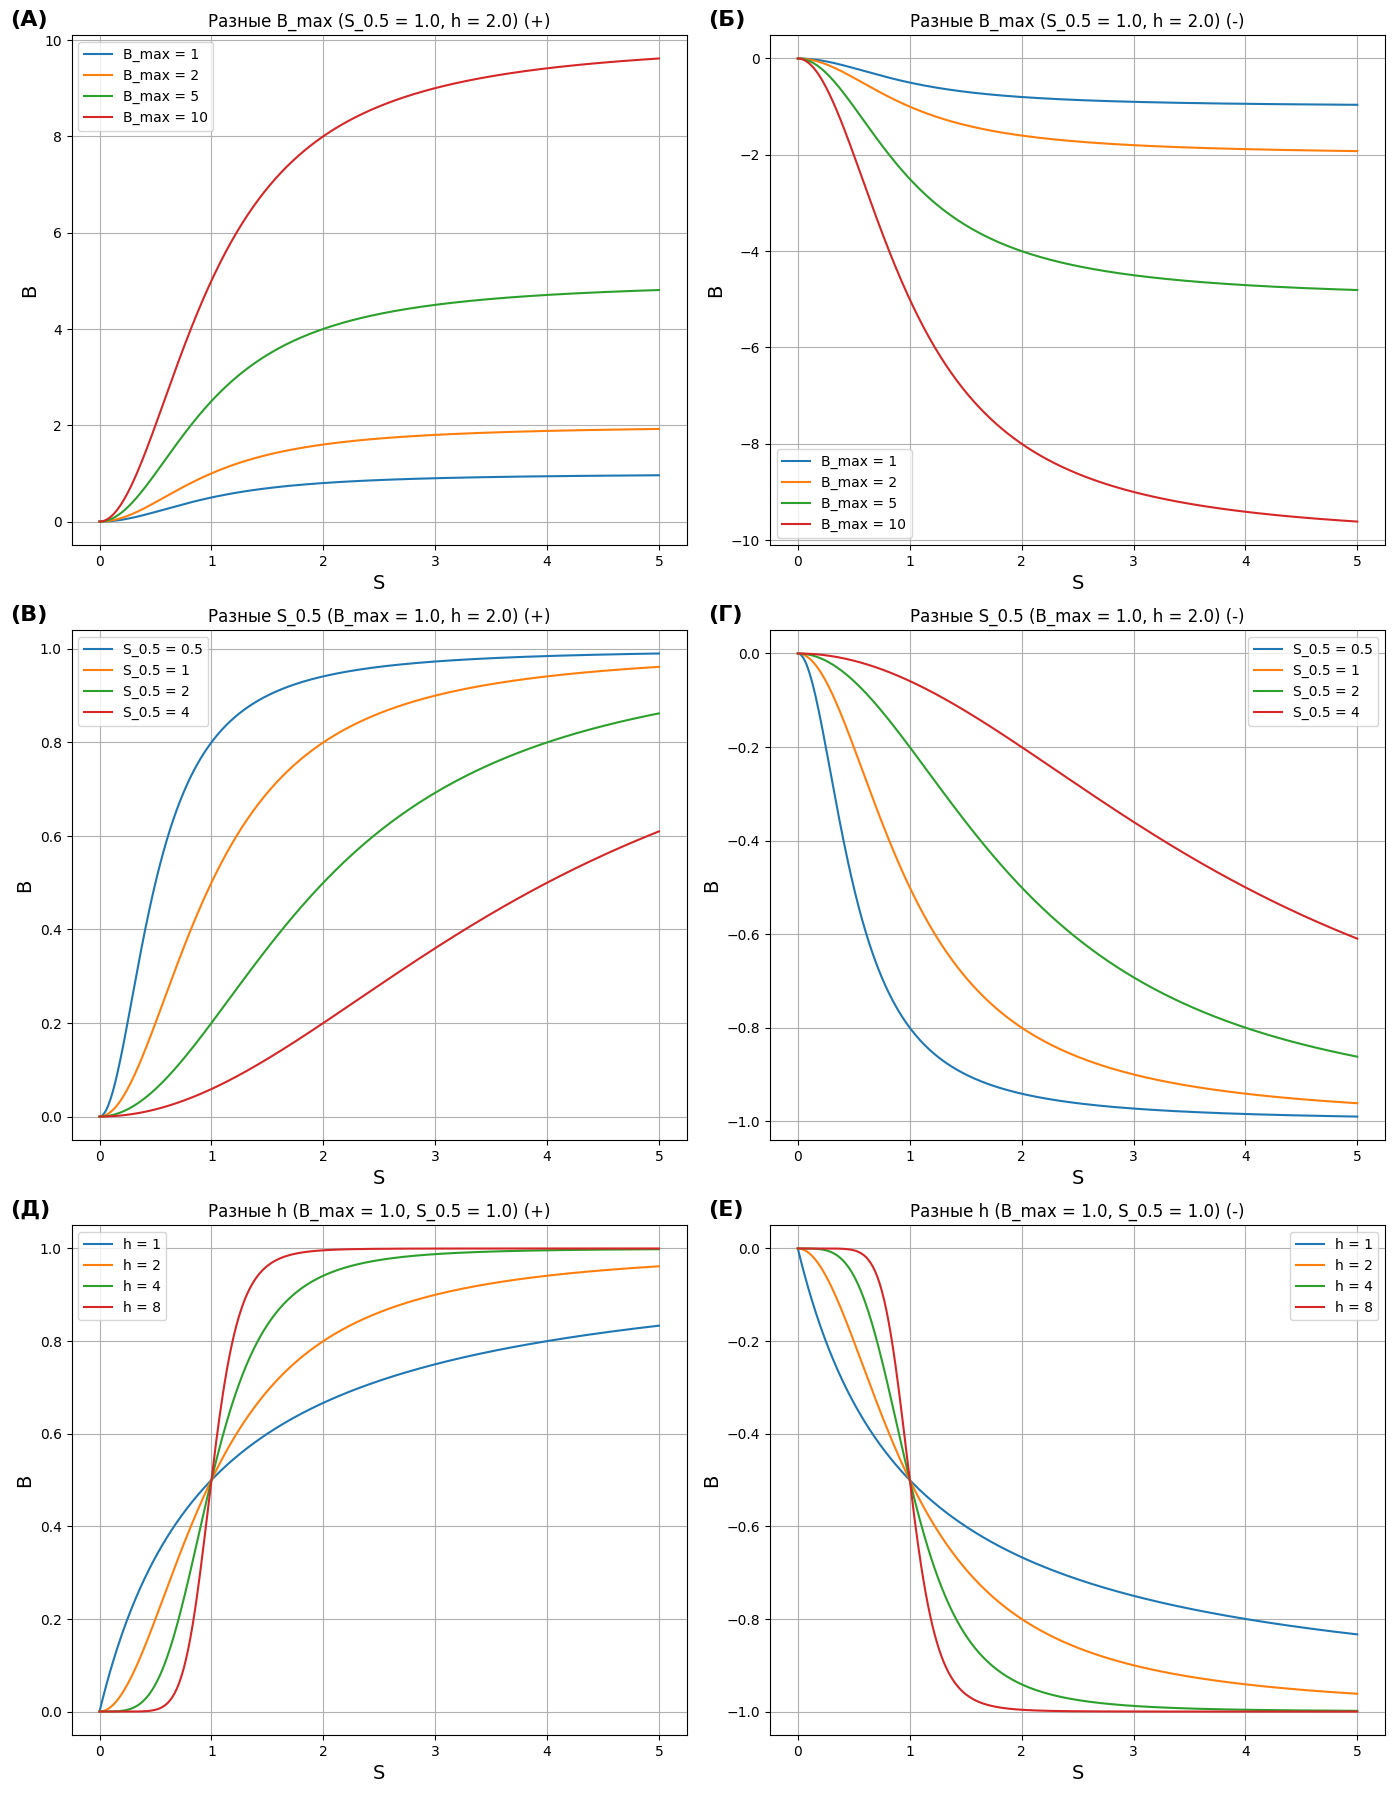 (А)
Разные B_max (S_0.5 = 1.0, h = 2.0) (+)
B_max = 1
B_max = 2
B_max = 5
B_max = 10
10
8
6
4
2
0
B
0 1 2 3 4 5
S
(Б)
Разные B_max (S_0.5 = 1.0, h = 2.0) (-)
0
−2
−4
−6
−8
−10
B
B_max = 1
B_max = 2
B_max = 5
B_max = 10
0 1 2 3 4 5
S
(В)
Разные S_0.5 (B_max = 1.0, h = 2.0) (+)
S_0.5 = 0.5
S_0.5 = 1
S_0.5 = 2
S_0.5 = 4
1.0
0.8
0.6
0.4
0.2
0.0
B
0 1 2 3 4 5
S
(Г)
Разные S_0.5 (B_max = 1.0, h = 2.0) (-)
S_0.5 = 0.5
S_0.5 = 1
S_0.5 = 2
S_0.5 = 4
0.0
−0.2
−0.4
−0.6
−0.8
−1.0
B
0 1 2 3 4 5
S
(Д)
Разные h (B_max = 1.0, S_0.5 = 1.0) (+)
h = 1
h = 2
h = 4
h = 8
1.0
0.8
0.6
0.4
0.2
0.0
B
0 1 2 3 4 5
S
(Е)
Разные h (B_max = 1.0, S_0.5 = 1.0) (-)
h = 1
h = 2
h = 4
h = 8
0.0
−0.2
−0.4
−0.6
−0.8
−1.0
B
0 1 2 3 4 5
S